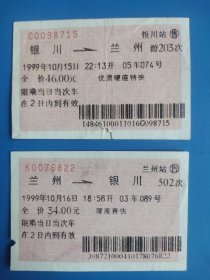 G0098715
银川站 售
银川 → 兰州
游203次
1999年10月15日 22:13开 05车074号
全价46.00元 优质硬座特快
限乘当日当次车
在2日内到有效
1484610001101600098715
K0076822
兰州站 售
兰州 → 银川
502次
1999年10月16日 18:58开 03车089号
全价34.00元 硬座普快
限乘当日当次车
在2日内到有效